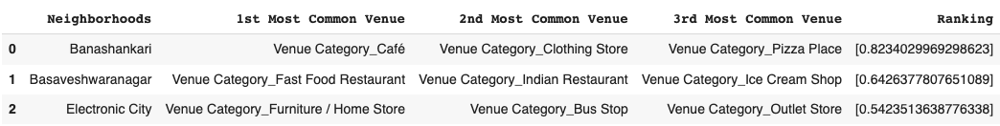 Neighborhoods 1st Most Common Venue 2nd Most Common Venue 3rd Most Common Venue Ranking
0 Banashankari Venue Category_Café Venue Category_Clothing Store Venue Category_Pizza Place [0.8234029969298623]
1 Basaveshwaranagar Venue Category_Fast Food Restaurant Venue Category_Indian Restaurant Venue Category_Ice Cream Shop [0.6426377807651089]
2 Electronic City Venue Category_Furniture / Home Store Venue Category_Bus Stop Venue Category_Outlet Store [0.5423513638776338]